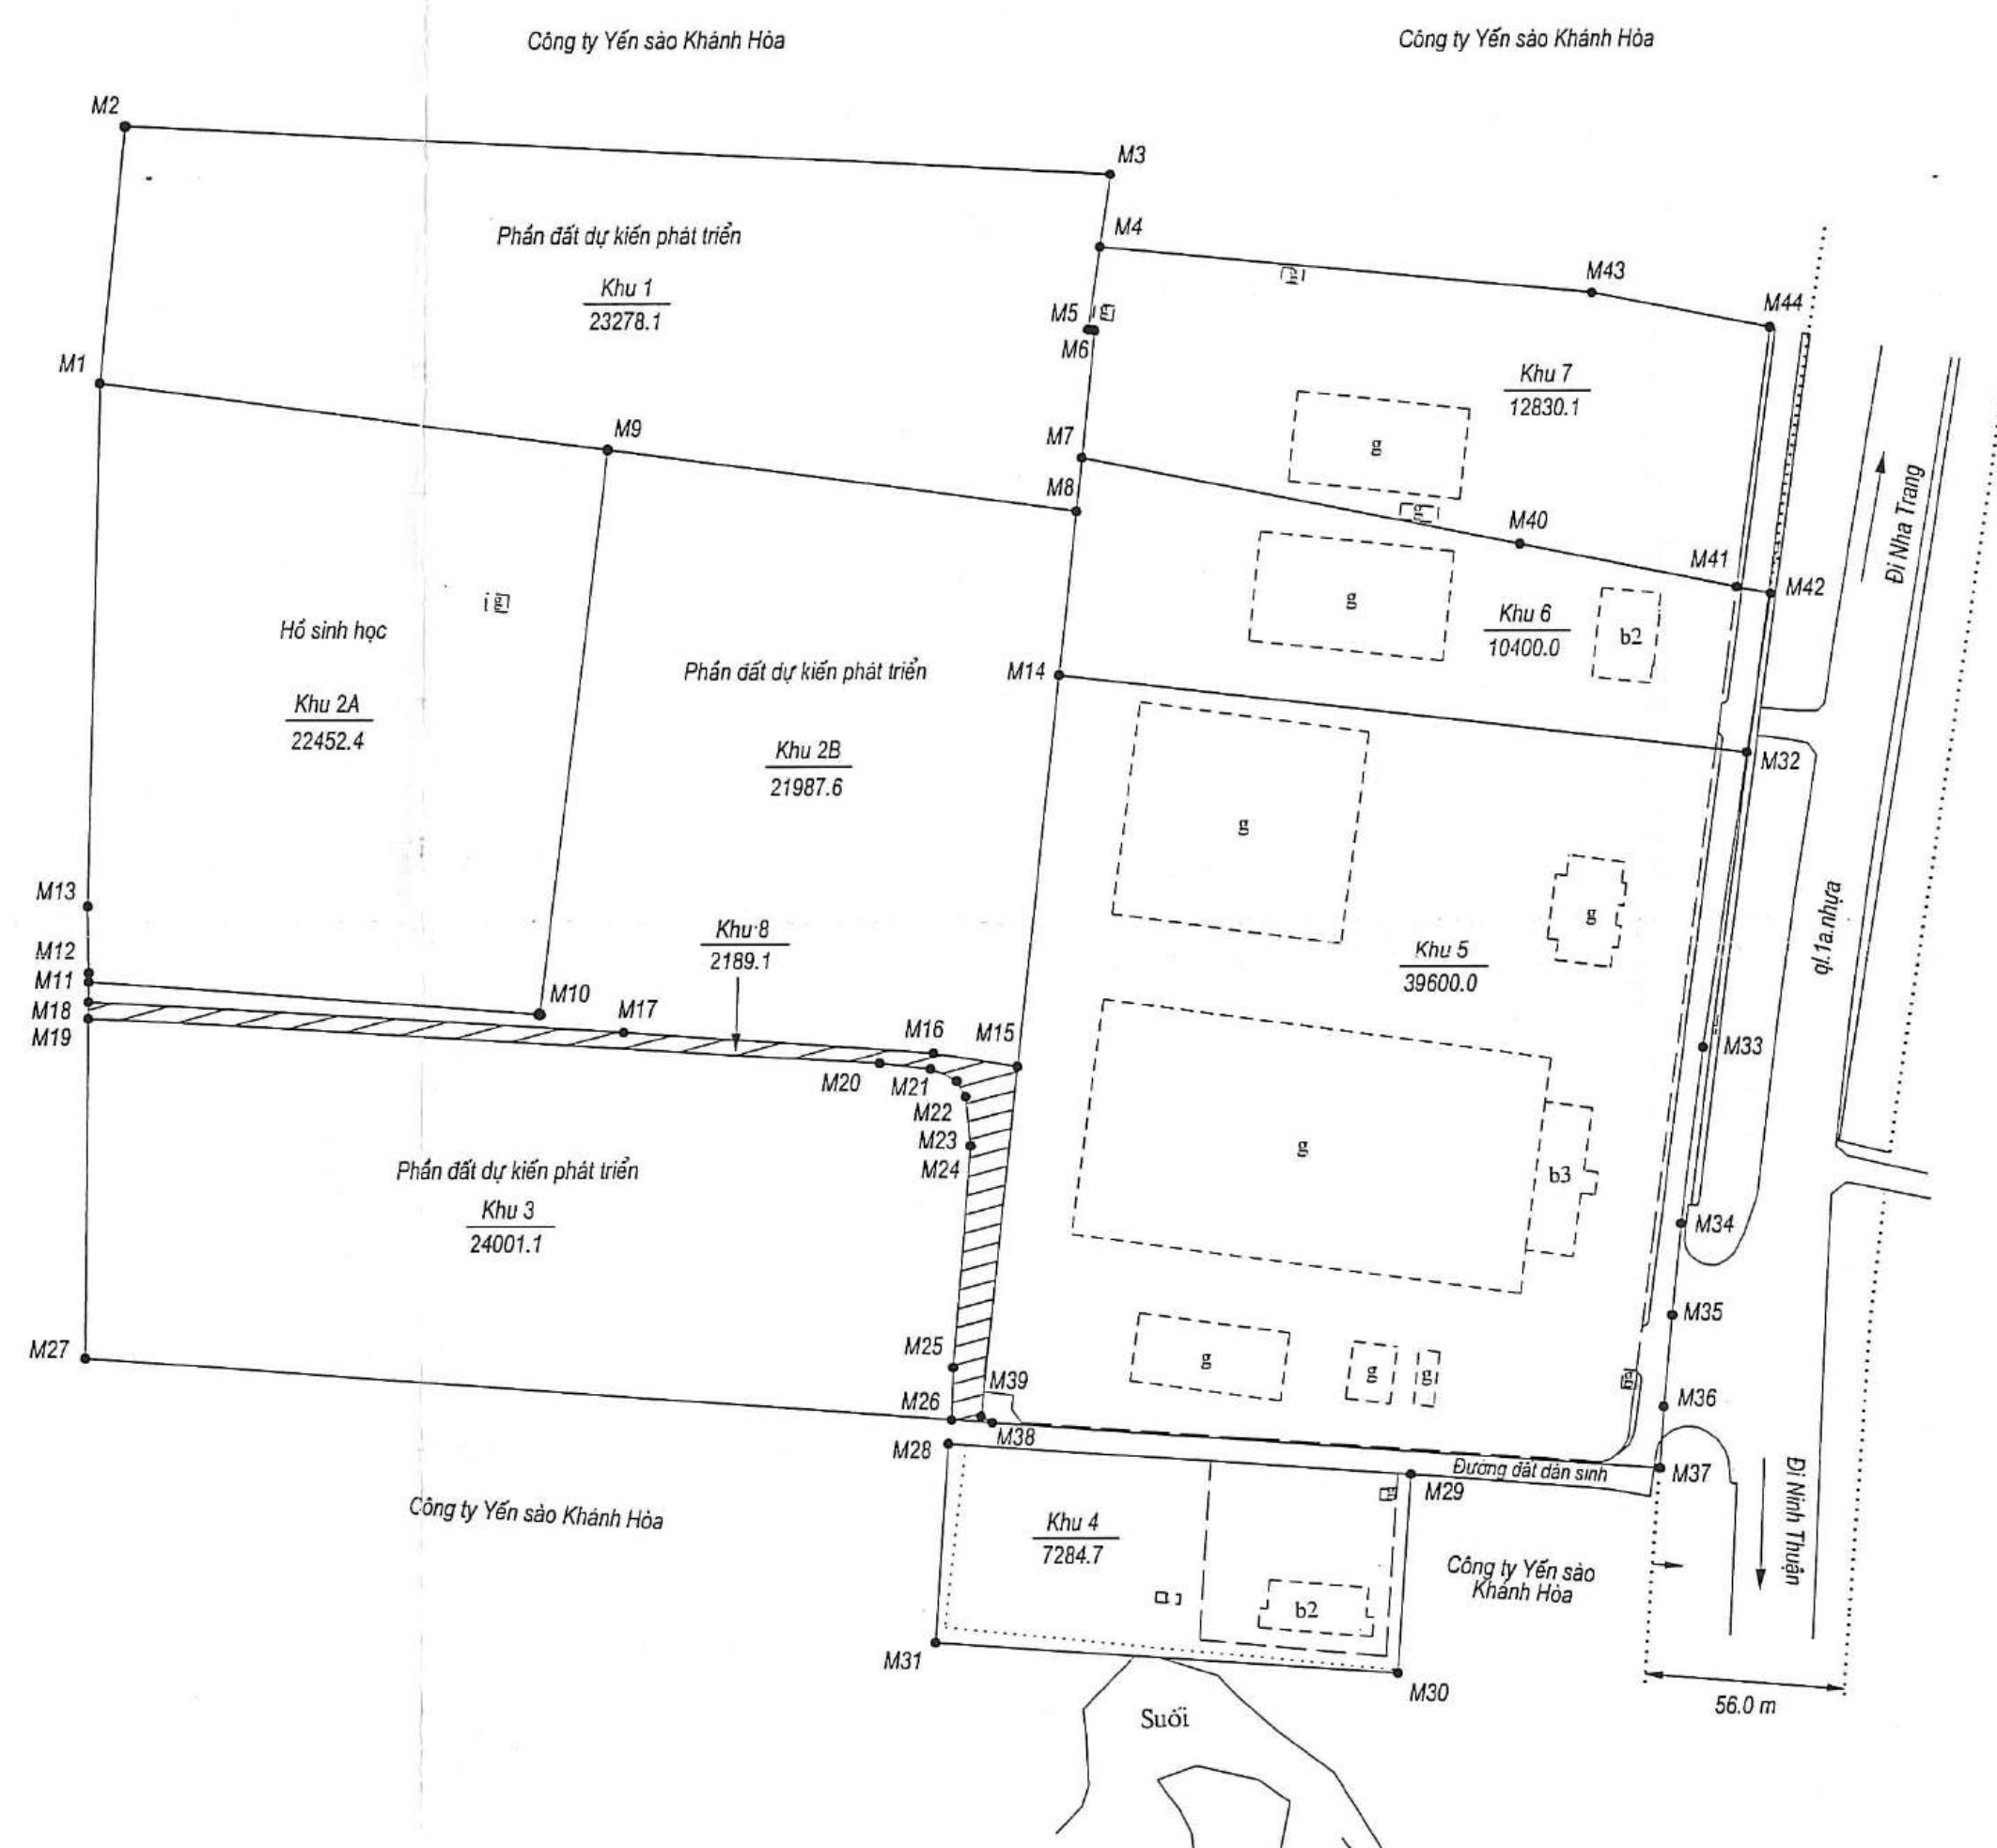 Công ty Yến sào Khánh Hòa
Công ty Yến sào Khánh Hòa
M2
M3
M4
M43
M44
Phần đất dự kiến phát triển
Khu 1
23278.1
M5
g
g
M6
M1
Khu 7
12830.1
M9
M7
g
M8
g
M40
M41
M42
Đi Nha Trang
g
Hồ sinh học
Khu 6
10400.0
b2
g
Phần đất dự kiến phát triển
M14
Khu 2A
22452.4
Khu 2B
21987.6
M32
g
M13
g
Khu 8
2189.1
Khu 5
39600.0
ql.1a.nhựa
M12
M11
M10
M18
M17
M16
M15
M19
M33
M20
M21
M22
M23
M24
g
b3
Phần đất dự kiến phát triển
Khu 3
24001.1
M34
M35
M27
M25
g
g
g
M39
M26
M36
M28
M38
Đường đất dân sinh
M37
M29
Công ty Yến sào Khánh Hòa
Khu 4
7284.7
Đi Ninh Thuận
Công ty Yến sào
Khánh Hòa
b2
M31
M30
56.0 m
Suối